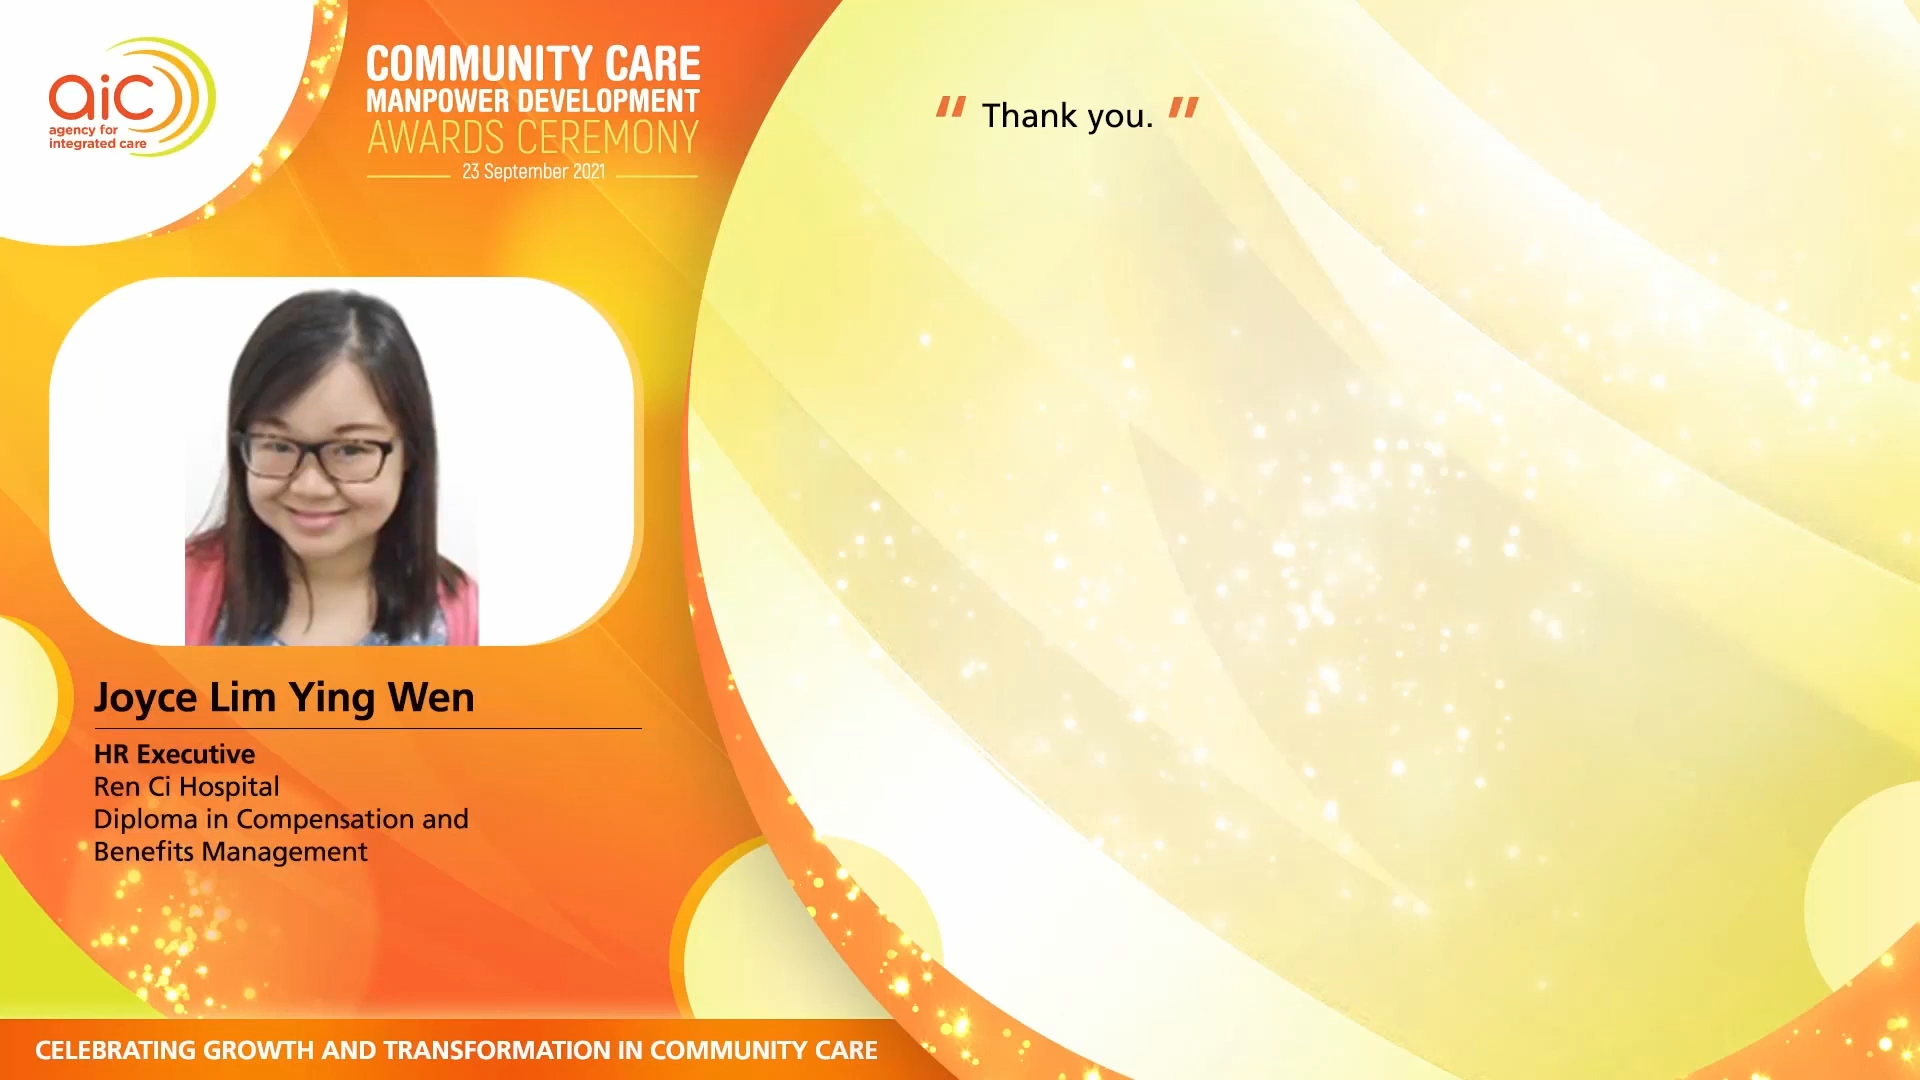 aic
agency for
integrated care
COMMUNITY CARE
MANPOWER DEVELOPMENT
AWARDS CEREMONY
23 September 2021
" Thank you. "
Joyce Lim Ying Wen
HR Executive
Ren Ci Hospital
Diploma in Compensation and
Benefits Management
CELEBRATING GROWTH AND TRANSFORMATION IN COMMUNITY CARE